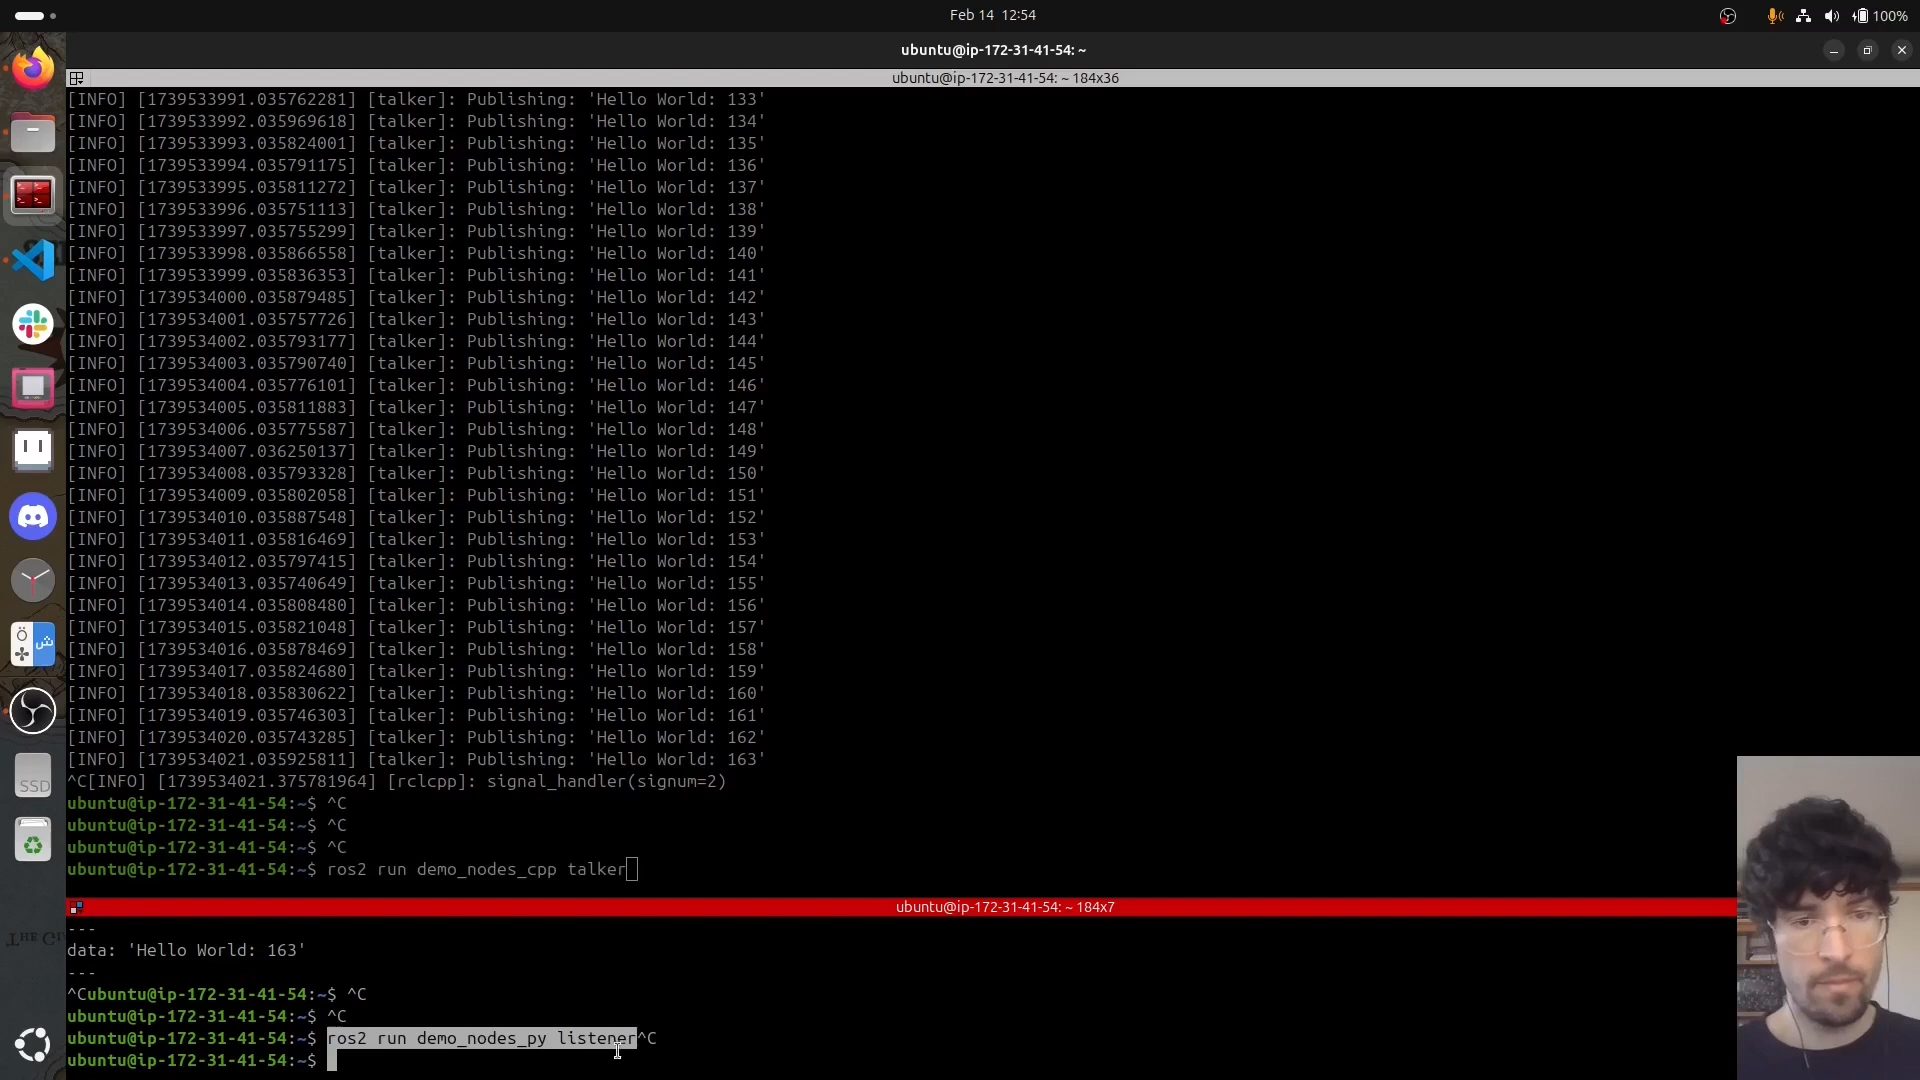 Feb 14 12:54
100%
ubuntu@ip-172-31-41-54: ~
ubuntu@ip-172-31-41-54: ~ 184x36
[INFO] [1739533991.035762281] [talker]: Publishing: 'Hello World: 133'
[INFO] [1739533992.035969618] [talker]: Publishing: 'Hello World: 134'
[INFO] [1739533993.035824001] [talker]: Publishing: 'Hello World: 135'
[INFO] [1739533994.035791175] [talker]: Publishing: 'Hello World: 136'
[INFO] [1739533995.035811272] [talker]: Publishing: 'Hello World: 137'
[INFO] [1739533996.035751113] [talker]: Publishing: 'Hello World: 138'
[INFO] [1739533997.035755299] [talker]: Publishing: 'Hello World: 139'
[INFO] [1739533998.035866558] [talker]: Publishing: 'Hello World: 140'
[INFO] [1739533999.035836353] [talker]: Publishing: 'Hello World: 141'
[INFO] [1739534000.035879485] [talker]: Publishing: 'Hello World: 142'
[INFO] [1739534001.035757726] [talker]: Publishing: 'Hello World: 143'
[INFO] [1739534002.035793177] [talker]: Publishing: 'Hello World: 144'
[INFO] [1739534003.035790740] [talker]: Publishing: 'Hello World: 145'
[INFO] [1739534004.035776101] [talker]: Publishing: 'Hello World: 146'
[INFO] [1739534005.035811883] [talker]: Publishing: 'Hello World: 147'
[INFO] [1739534006.035775587] [talker]: Publishing: 'Hello World: 148'
[INFO] [1739534007.036250137] [talker]: Publishing: 'Hello World: 149'
[INFO] [1739534008.035793328] [talker]: Publishing: 'Hello World: 150'
[INFO] [1739534009.035802058] [talker]: Publishing: 'Hello World: 151'
[INFO] [1739534010.035887548] [talker]: Publishing: 'Hello World: 152'
[INFO] [1739534011.035816469] [talker]: Publishing: 'Hello World: 153'
[INFO] [1739534012.035797415] [talker]: Publishing: 'Hello World: 154'
[INFO] [1739534013.035740649] [talker]: Publishing: 'Hello World: 155'
[INFO] [1739534014.035808480] [talker]: Publishing: 'Hello World: 156'
[INFO] [1739534015.035821048] [talker]: Publishing: 'Hello World: 157'
[INFO] [1739534016.035878469] [talker]: Publishing: 'Hello World: 158'
[INFO] [1739534017.035824680] [talker]: Publishing: 'Hello World: 159'
[INFO] [1739534018.035830622] [talker]: Publishing: 'Hello World: 160'
[INFO] [1739534019.035746303] [talker]: Publishing: 'Hello World: 161'
[INFO] [1739534020.035743285] [talker]: Publishing: 'Hello World: 162'
[INFO] [1739534021.035925811] [talker]: Publishing: 'Hello World: 163'
^C[INFO] [1739534021.375781964] [rclcpp]: signal_handler(signum=2)
ubuntu@ip-172-31-41-54:~$ ^C
ubuntu@ip-172-31-41-54:~$ ^C
ubuntu@ip-172-31-41-54:~$ ^C
ubuntu@ip-172-31-41-54:~$ ros2 run demo_nodes_cpp talker
ubuntu@ip-172-31-41-54: ~ 184x7
---
data: 'Hello World: 163'
---
^Cubuntu@ip-172-31-41-54:~$ ^C
ubuntu@ip-172-31-41-54:~$ ^C
ubuntu@ip-172-31-41-54:~$ ros2 run demo_nodes_py listener^C
ubuntu@ip-172-31-41-54:~$
SSD